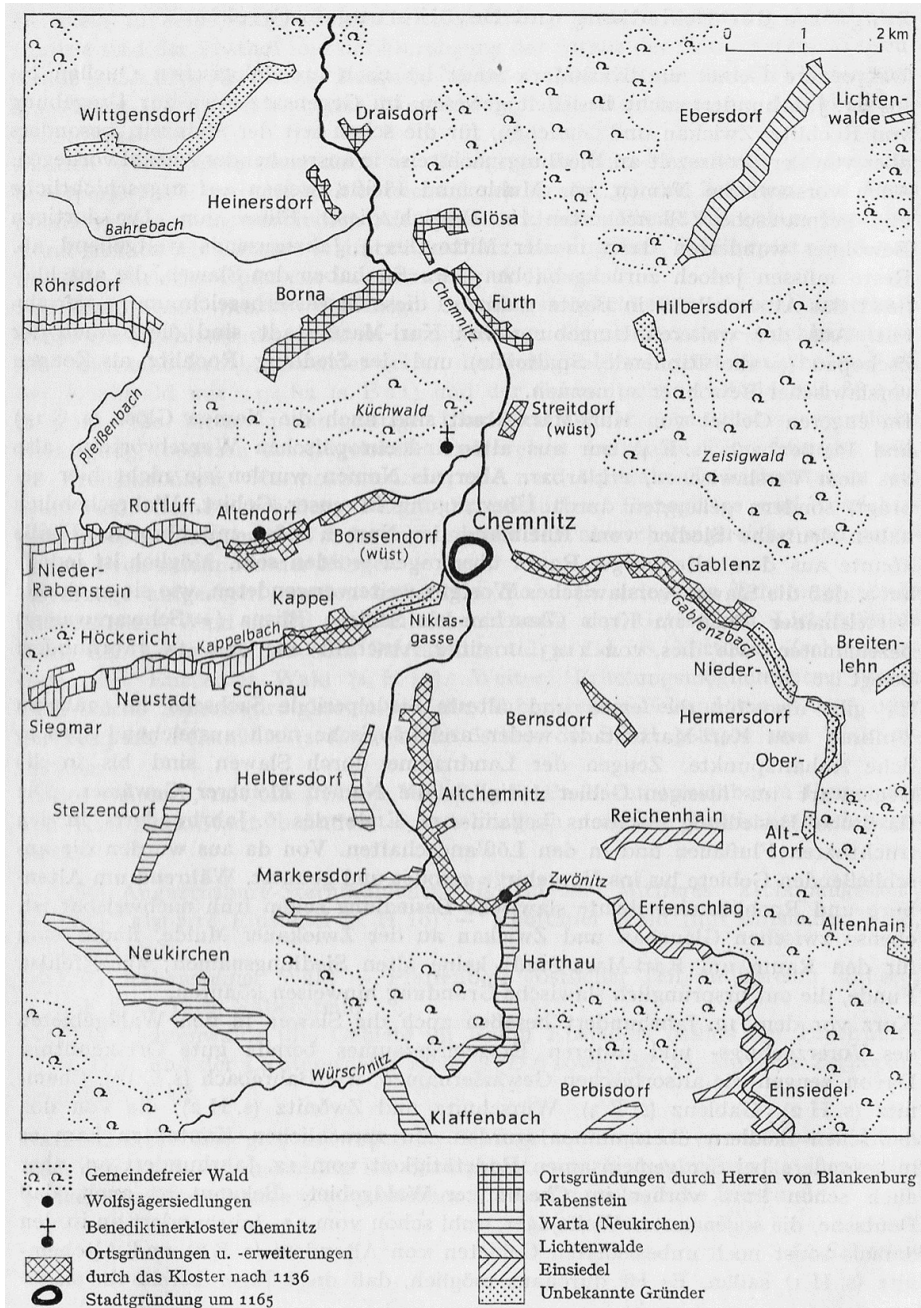 0 1 2 km
Wittgensdorf
Draisdorf
Ebersdorf
Lichten-
walde
Heinersdorf
Glösa
Bahrebach
Röhrsdorf
Borna
Chemnitz
Furth
Hilbersdorf
Pleißenbach
Küchwald
Streitdorf
(wüst)
Zeisigwald
Rottluff
Altendorf
Borssendorf
(wüst)
Chemnitz
Nieder-
Rabenstein
Gablenz
Kappel
Gablenzbach
Höckericht
Kappelbach
Niklas-
gasse
Breiten-
lehn
Neustadt
Schönau
Nieder-
Siegmar
Bernsdorf
Hermersdorf
Ober-
Helbersdorf
Stelzendorf
Altchemnitz
Reichenhain
Alt-
dorf
Markersdorf
Zwönitz
Erfenschlag
Altenhain
Neukirchen
Harthau
Würschnitz
Berbisdorf
Einsiedel
Klaffenbach
Gemeindefreier Wald
Wolfsjägersiedlungen
Benediktinerkloster Chemnitz
Ortsgründungen u. -erweiterungen
durch das Kloster nach 1136
Stadtgründung um 1165
Ortsgründungen durch Herren von Blankenburg
Rabenstein
Warta (Neukirchen)
Lichtenwalde
Einsiedel
Unbekannte Gründer